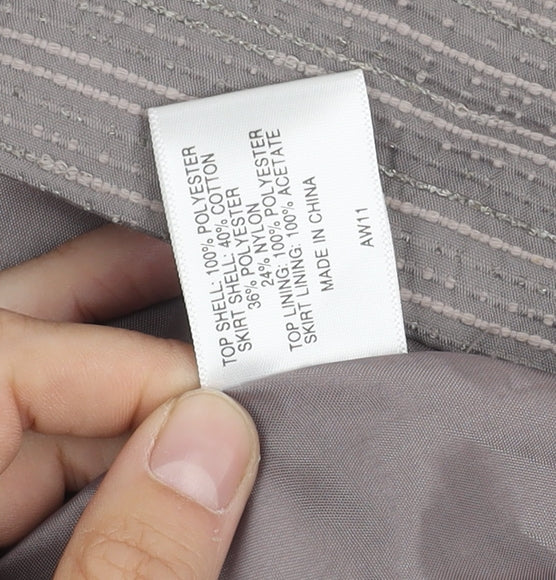 TOP SHELL: 100% POLYESTER
SKIRT SHELL: 40% COTTON
36% POLYESTER
24% NYLON
TOP LINING: 100% POLYESTER
SKIRT LINING: 100% ACETATE
MADE IN CHINA
AW11